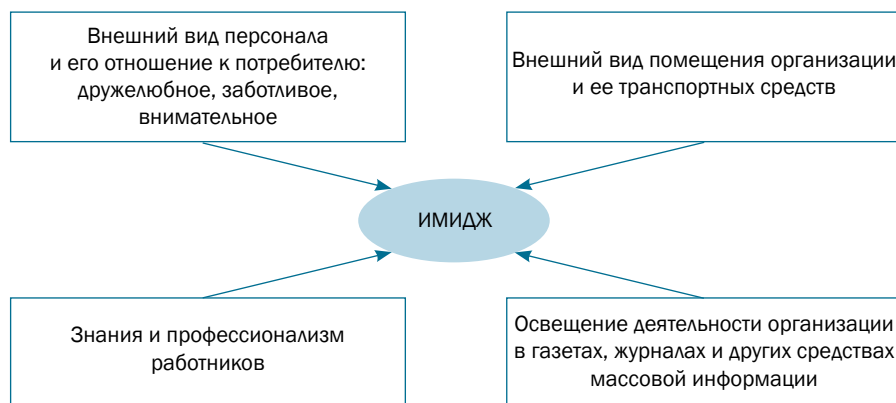 Внешний вид персонала
и его отношение к потребителю:
дружелюбное, заботливое,
внимательное
Внешний вид помещения организации
и ее транспортных средств
ИМИДЖ
Знания и профессионализм
работников
Освещение деятельности организации
в газетах, журналах и других средствах
массовой информации